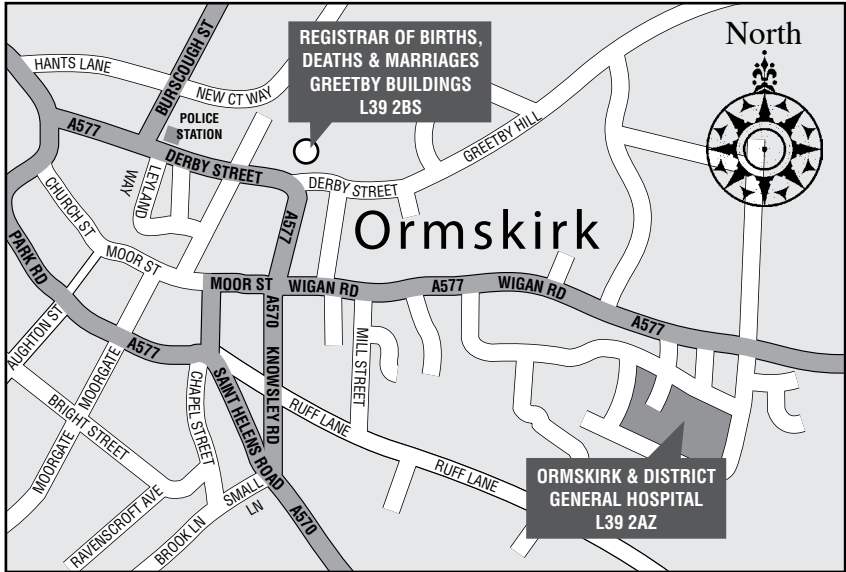 North
REGISTRAR OF BIRTHS,
DEATHS & MARRIAGES
GREETBY BUILDINGS
L39 2BS
HANTS LANE
BURSCOUGH ST
NEW CT WAY
POLICE
STATION
A577
DERBY STREET
DERBY STREET
GREETBY HILL
LEYLAND
WAY
CHURCH ST
A577
Ormskirk
PARK RD
MOOR ST
MOOR ST
WIGAN RD
A577
WIGAN RD
A577
A570
KNOWSLEY RD
AUGHTON ST
A577
MOORGATE
MILL STREET
CHAPEL STREET
SAINT HELENS ROAD
RUFF LANE
BRIGHT STREET
MOORGATE
RUFF LANE
SMALL
LN
A570
RAVENSCROFT AVE
BROOK LN
ORMSKIRK & DISTRICT
GENERAL HOSPITAL
L39 2AZ